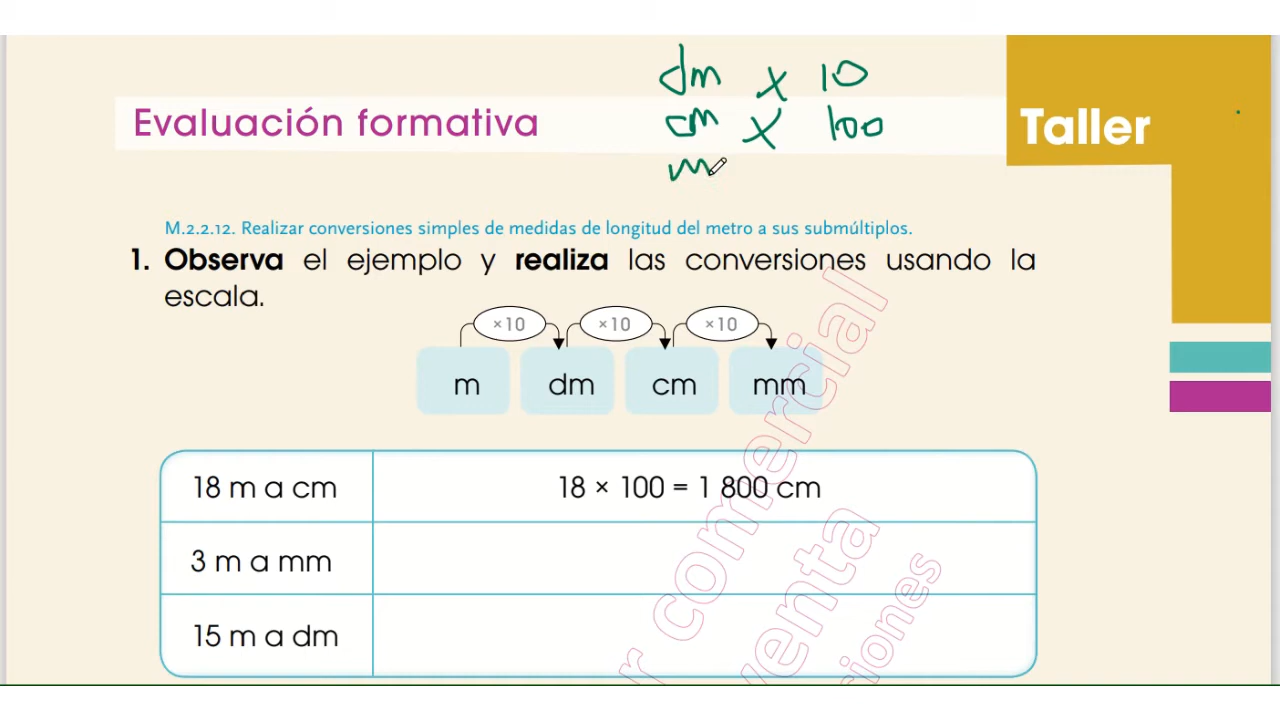 dm x 10
Evaluación formativa
cm x 100
Taller
m
M.2.2.12. Realizar conversiones simples de medidas de longitud del metro a sus submúltiplos.
1. Observa el ejemplo y realiza las conversiones usando la
escala.
×10 ×10 ×10
m dm cm mm
18 m a cm 18 × 100 = 1 800 cm
3 m a mm
15 m a dm
comercial
venta